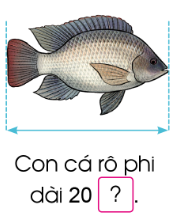 Con cá rô phi
dài 20 ? .